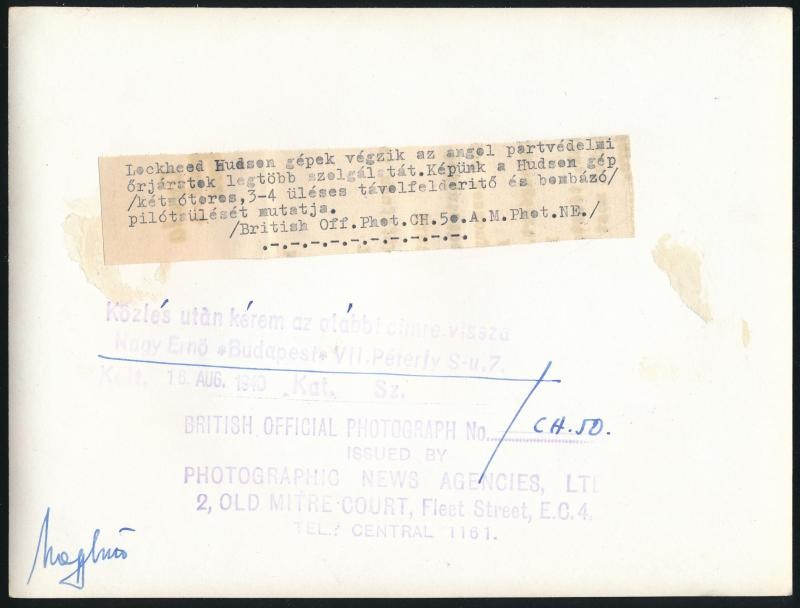 Lockheed Hudson gépek végzik az angol partvédelmi
őrjáratok legtöbb szolgálatát.Képünk a Hudson gép
/kétmótoros,3-4 üléses távolfelderitő és bombázó/
pilótaülését mutatja.
/British Off.Phot.CH.50.A.M.Phot.NE./
.-.-.-.-.-.-.-.-.-.-.-.
Közlés után kérem az alábbi címre vissza
Nagy Ernő *Budapest* VII. Péterfy S-u. 7.
Kelt. 16 AUG. 1940 Kat. Sz.
BRITISH OFFICIAL PHOTOGRAPH No. CH.50.
ISSUED BY
PHOTOGRAPHIC NEWS AGENCIES, LTD
2, OLD MITRE COURT, Fleet Street, E.C.4.
TEL.: CENTRAL 1161.